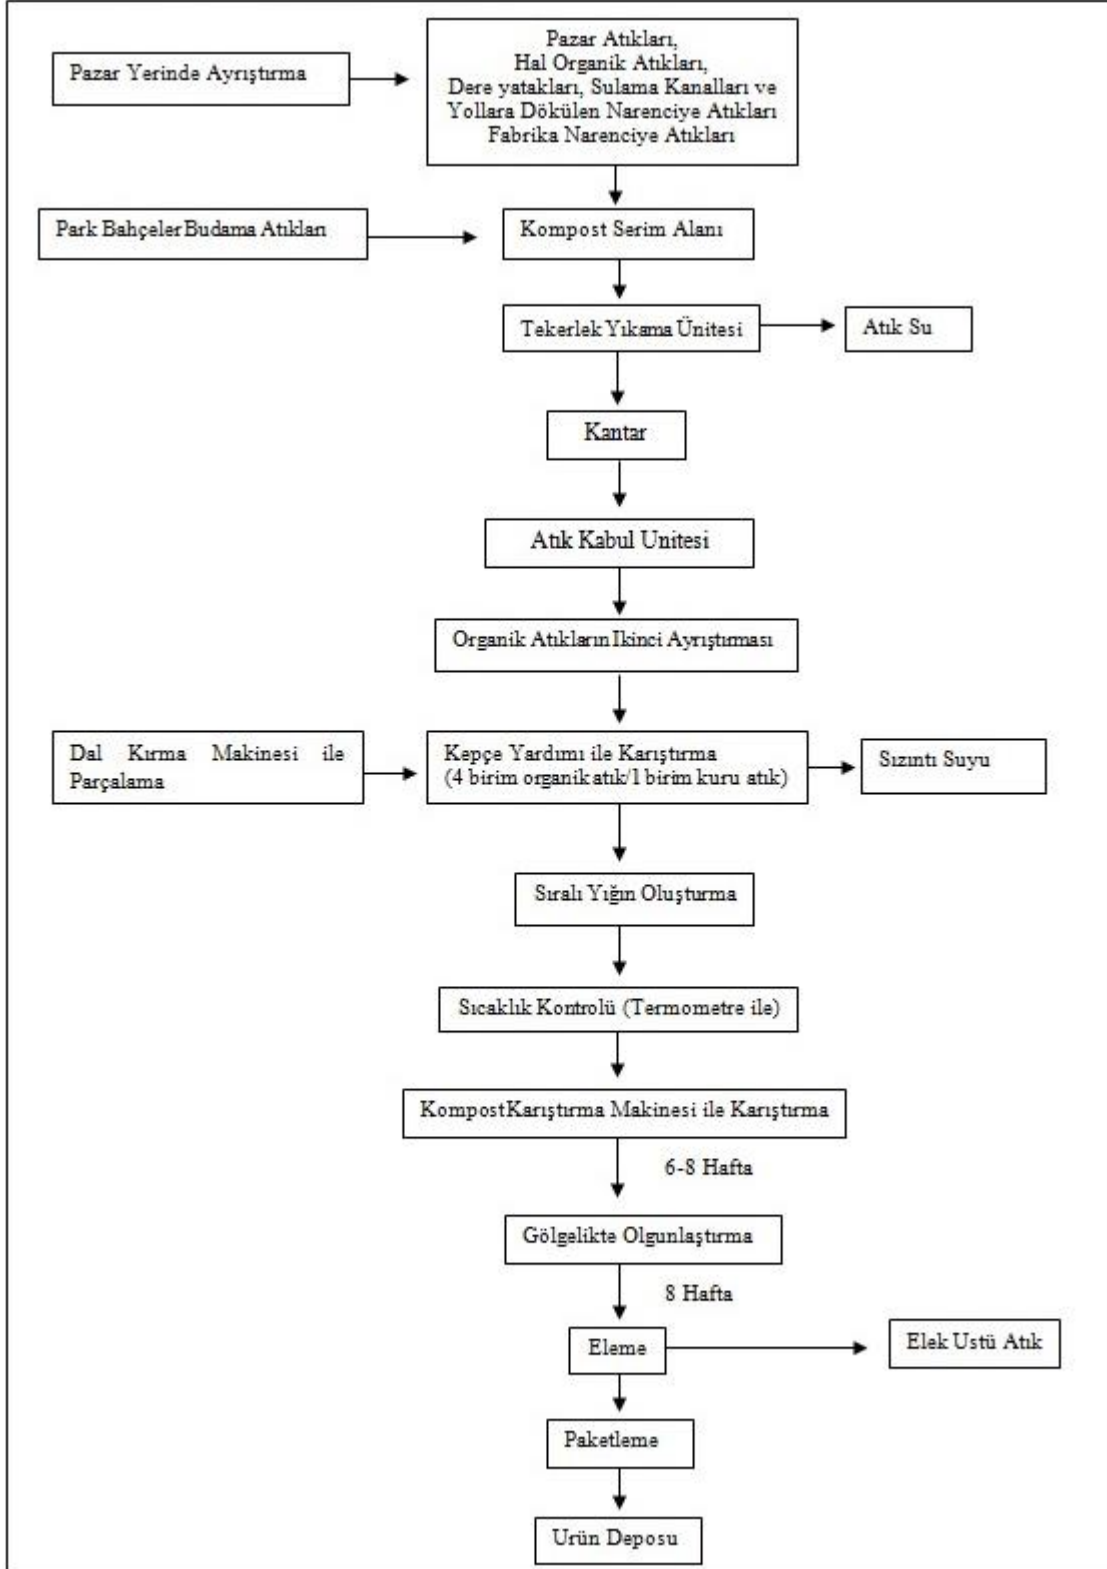 Pazar Atıkları,
Hal Organik Atıkları,
Dere yatakları, Sulama Kanalları ve
Yollara Dökülen Narenciye Atıkları
Fabrika Narenciye Atıkları
Pazar Yerinde Ayrıştırma
Park Bahçeler Budama Atıkları
Kompost Serim Alanı
Tekerlek Yıkama Ünitesi
Atık Su
Kantar
Atık Kabul Unitesi
Organik Atıkların Ikinci Ayrıştırması
Dal Kırma Makinesi ile
Parçalama
Kepçe Yardımı ile Karıştırma
(4 birim organik atık/1 birim kuru atık)
Sızıntı Suyu
Sıralı Yığın Oluşturma
Sıcaklık Kontrolü (Termometre ile)
Kompost Karıştırma Makinesi ile Karıştırma
6-8 Hafta
Gölgelikte Olgunlaştırma
8 Hafta
Eleme
Elek Ustü Atık
Paketleme
Urün Deposu